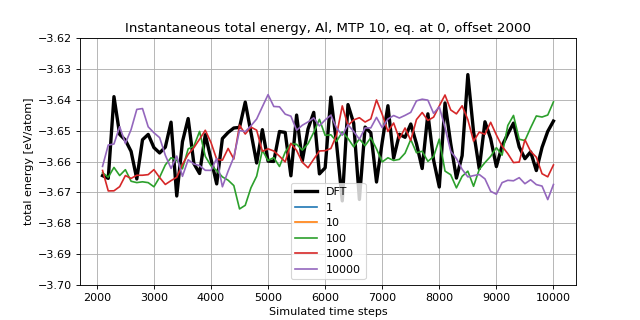 Instantaneous total energy, Al, MTP 10, eq. at 0, offset 2000
−3.62
−3.63
−3.64
−3.65
−3.66
−3.67
−3.68
−3.69
−3.70
total energy [eV/atom]
DFT
1
10
100
1000
10000
2000 3000 4000 5000 6000 7000 8000 9000 10000
Simulated time steps